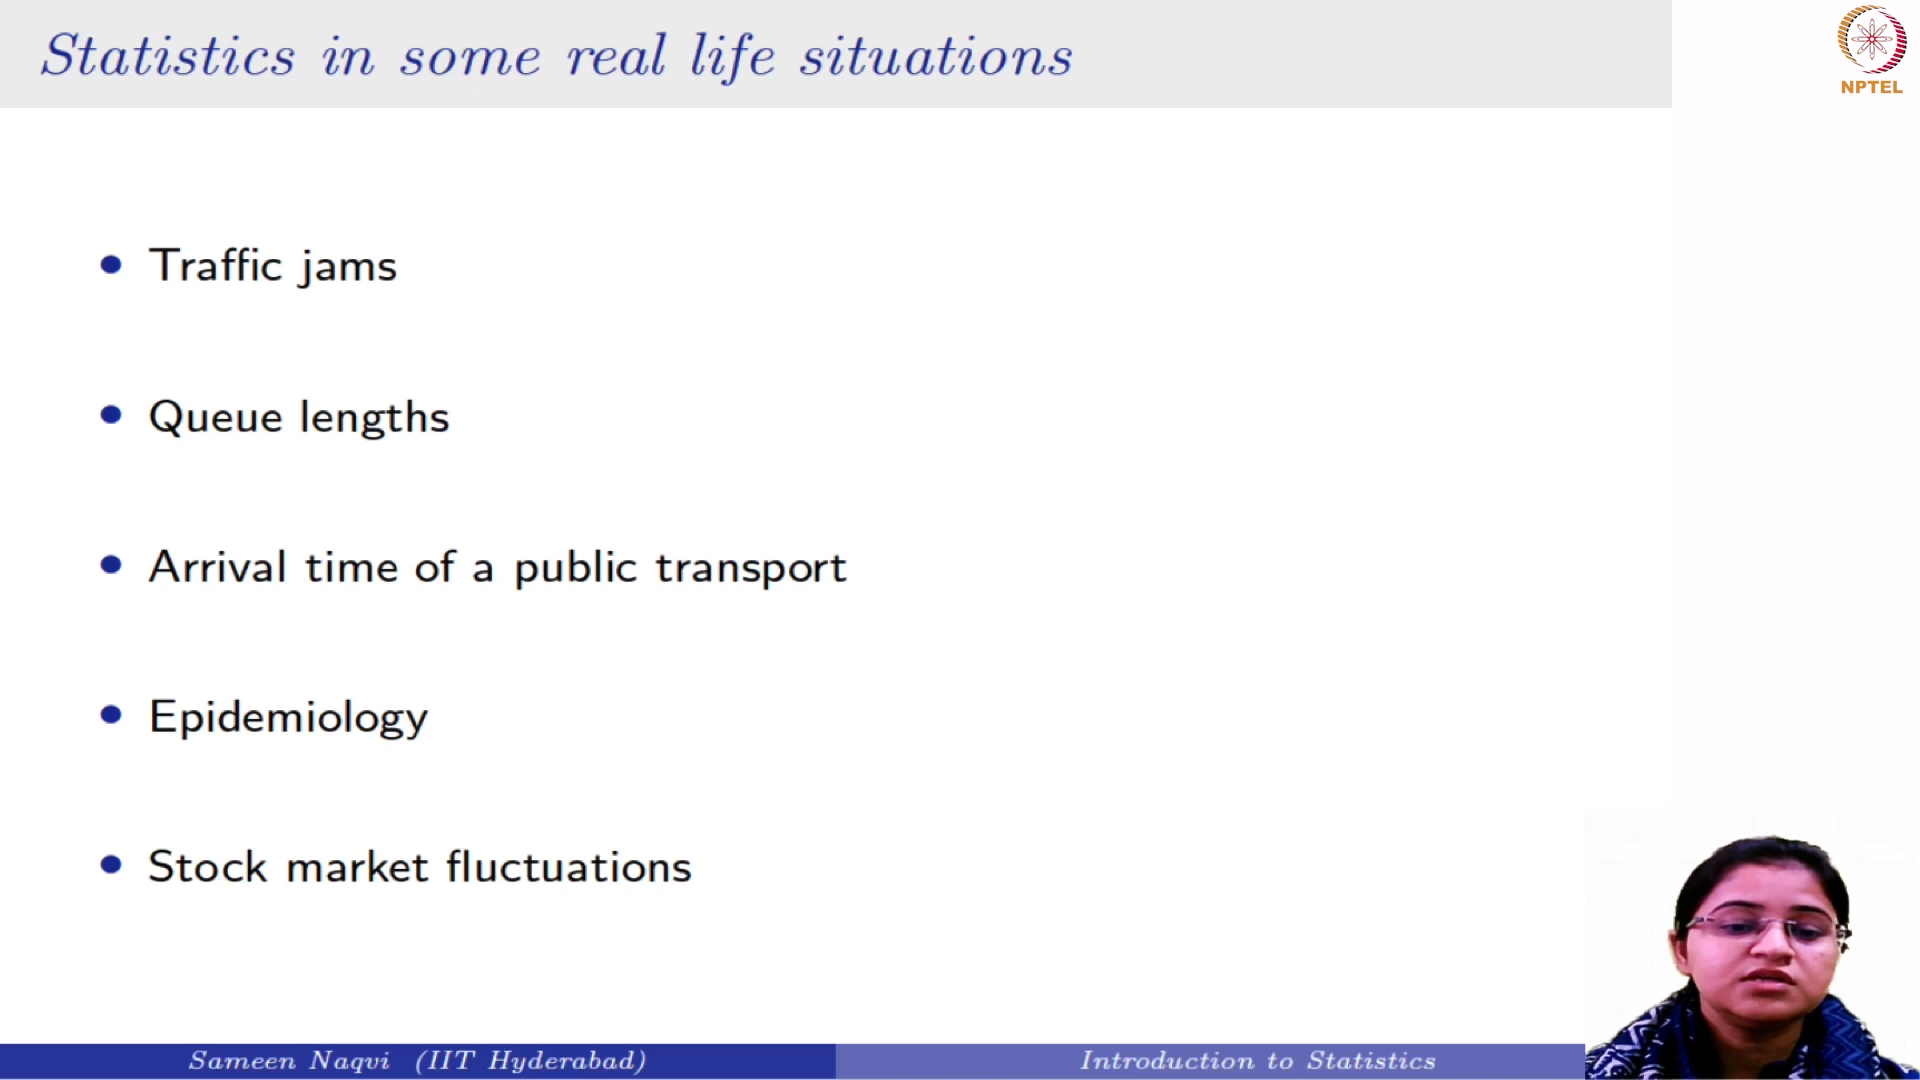 Statistics in some real life situations
NPTEL
Traffic jams
Queue lengths
Arrival time of a public transport
Epidemiology
Stock market fluctuations
Sameen Naqvi (IIT Hyderabad)
Introduction to Statistics